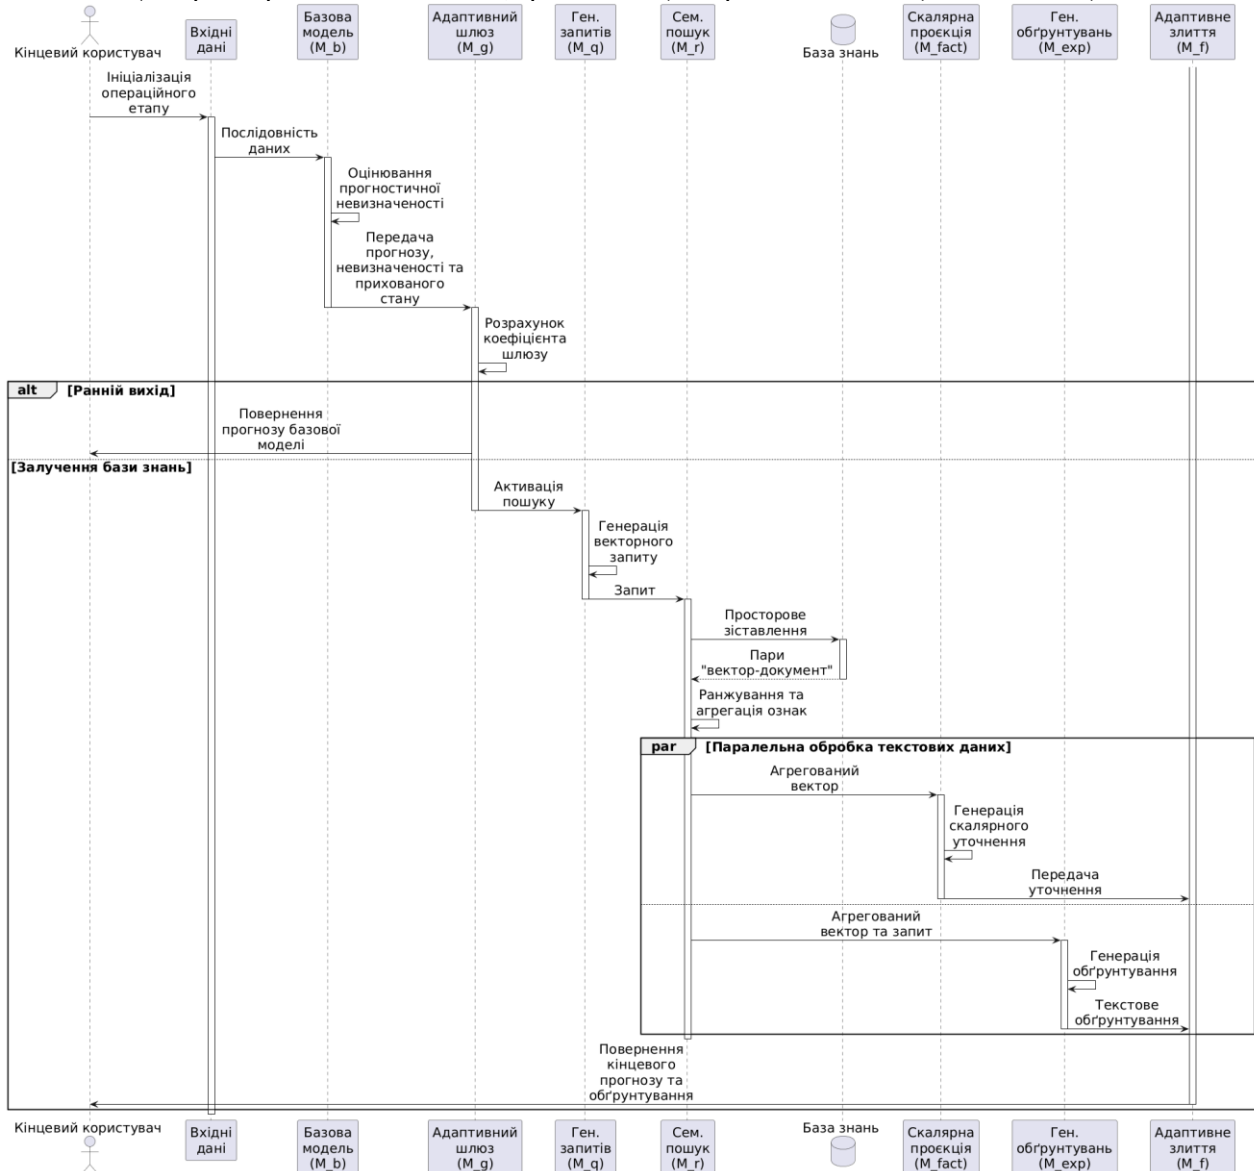 Кінцевий користувач
Вхідні
дані
Базова
модель
(M_b)
Адаптивний
шлюз
(M_g)
Ген.
запитів
(M_q)
Сем.
пошук
(M_r)
База знань
Скалярна
проєкція
(M_fact)
Ген.
обґрунтувань
(M_exp)
Адаптивне
злиття
(M_f)
Ініціалізація
операційного
етапу
Послідовність
даних
Оцінювання
прогностичної
невизначеності
Передача
прогнозу,
невизначеності та
прихованого
стану
Розрахунок
коефіцієнта
шлюзу
alt [Ранній вихід]
Повернення
прогнозу базової
моделі
[Залучення бази знань]
Активація
пошуку
Генерація
векторного
запиту
Запит
Просторове
зіставлення
Пари
"вектор-документ"
Ранжування та
агрегація ознак
par [Паралельна обробка текстових даних]
Агрегований
вектор
Генерація
скалярного
уточнення
Передача
уточнення
Агрегований
вектор та запит
Генерація
обґрунтування
Текстове
обґрунтування
Повернення
кінцевого
прогнозу та
обґрунтування
Кінцевий користувач
Вхідні
дані
Базова
модель
(M_b)
Адаптивний
шлюз
(M_g)
Ген.
запитів
(M_q)
Сем.
пошук
(M_r)
База знань
Скалярна
проєкція
(M_fact)
Ген.
обґрунтувань
(M_exp)
Адаптивне
злиття
(M_f)